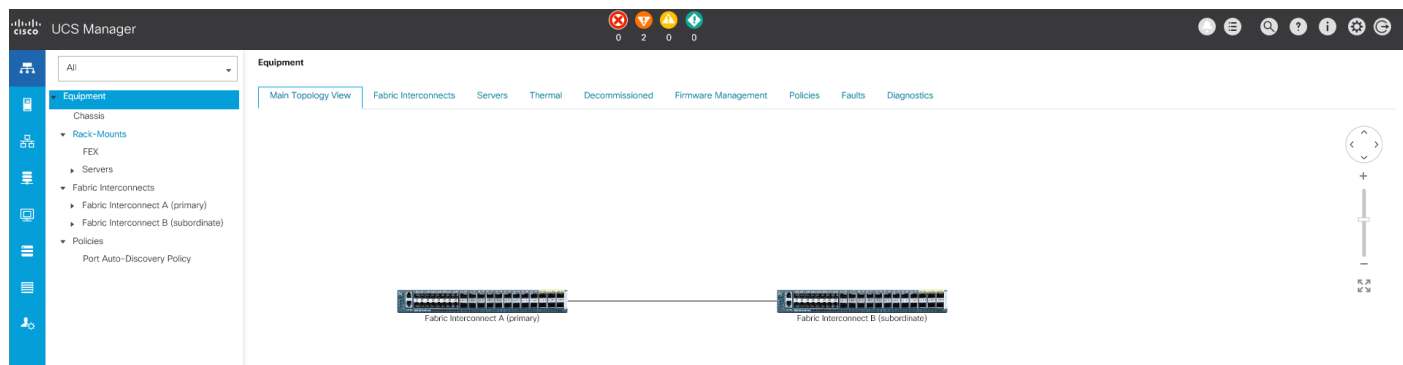 cisco UCS Manager
0 2 0 0
All
Equipment
Chassis
Rack-Mounts
FEX
Servers
Fabric Interconnects
Fabric Interconnect A (primary)
Fabric Interconnect B (subordinate)
Policies
Port Auto-Discovery Policy
Equipment
Main Topology View Fabric Interconnects Servers Thermal Decommissioned Firmware Management Policies Faults Diagnostics
Fabric Interconnect A (primary) Fabric Interconnect B (subordinate)